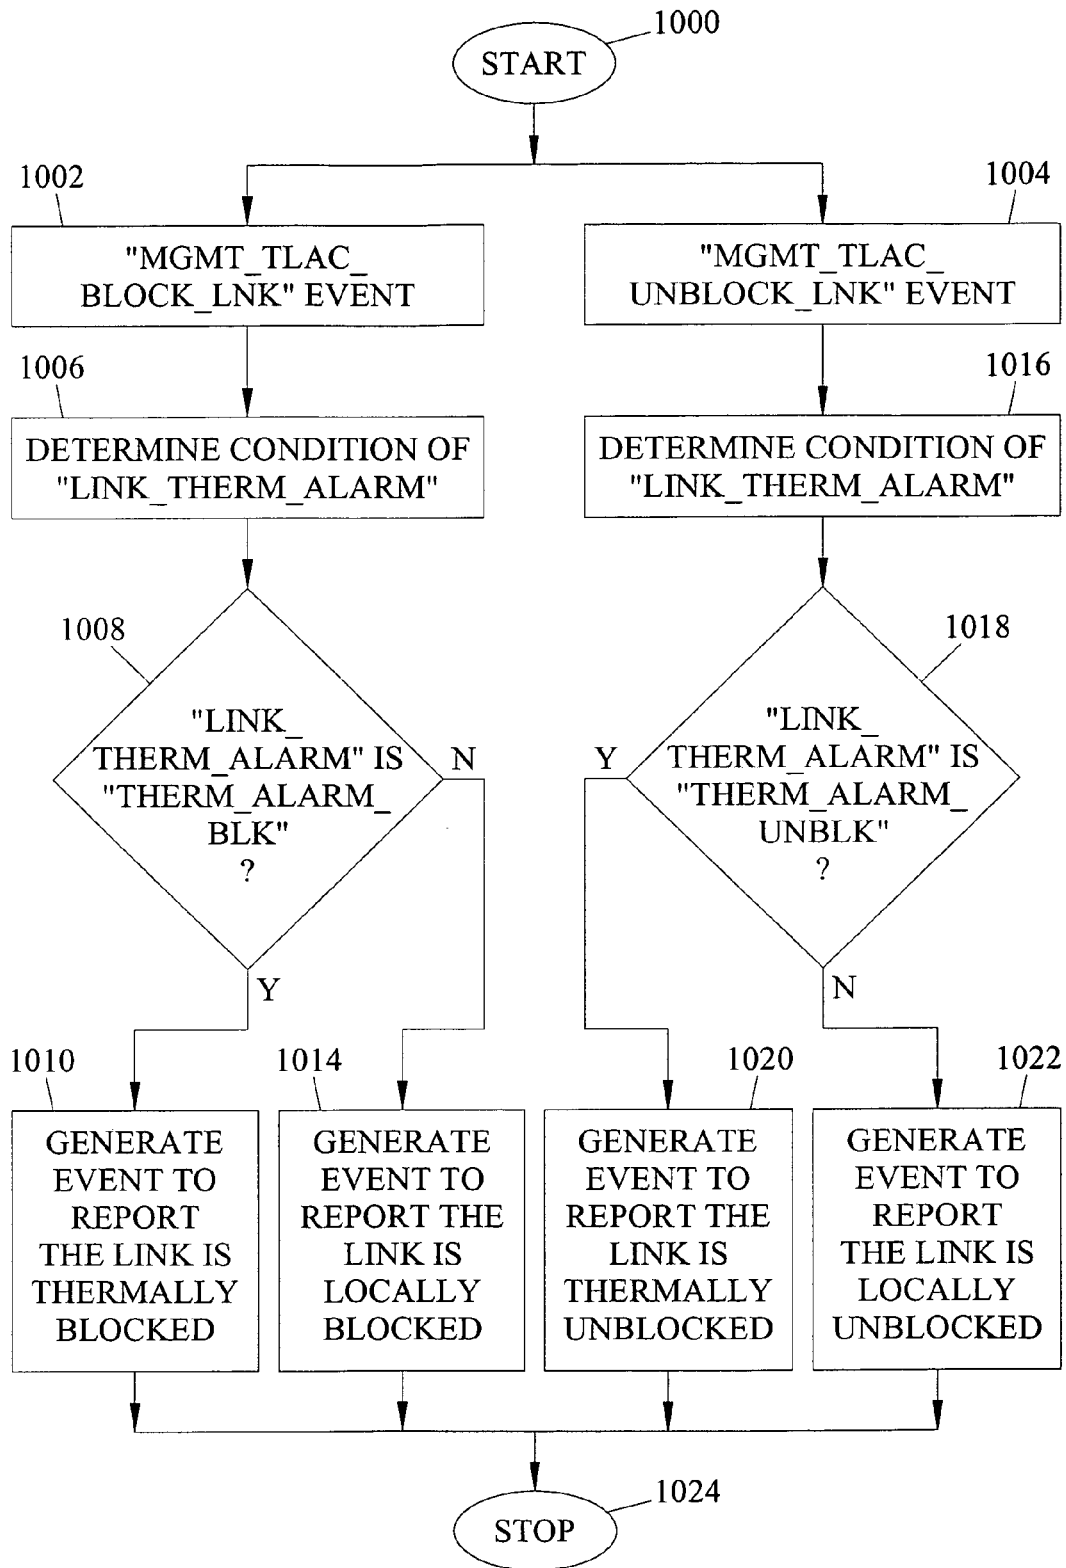 1000
START
1002
"MGMT_TLAC_
BLOCK_LNK" EVENT
1004
"MGMT_TLAC_
UNBLOCK_LNK" EVENT
1006
DETERMINE CONDITION OF
"LINK_THERM_ALARM"
1016
DETERMINE CONDITION OF
"LINK_THERM_ALARM"
1008
"LINK_
THERM_ALARM" IS
"THERM_ALARM_
BLK"
?
N
Y
1018
"LINK_
THERM_ALARM" IS
"THERM_ALARM_
UNBLK"
?
Y
N
1010
GENERATE
EVENT TO
REPORT
THE LINK IS
THERMALLY
BLOCKED
1014
GENERATE
EVENT TO
REPORT THE
LINK IS
LOCALLY
BLOCKED
1020
GENERATE
EVENT TO
REPORT THE
LINK IS
THERMALLY
UNBLOCKED
1022
GENERATE
EVENT TO
REPORT
THE LINK IS
LOCALLY
UNBLOCKED
1024
STOP